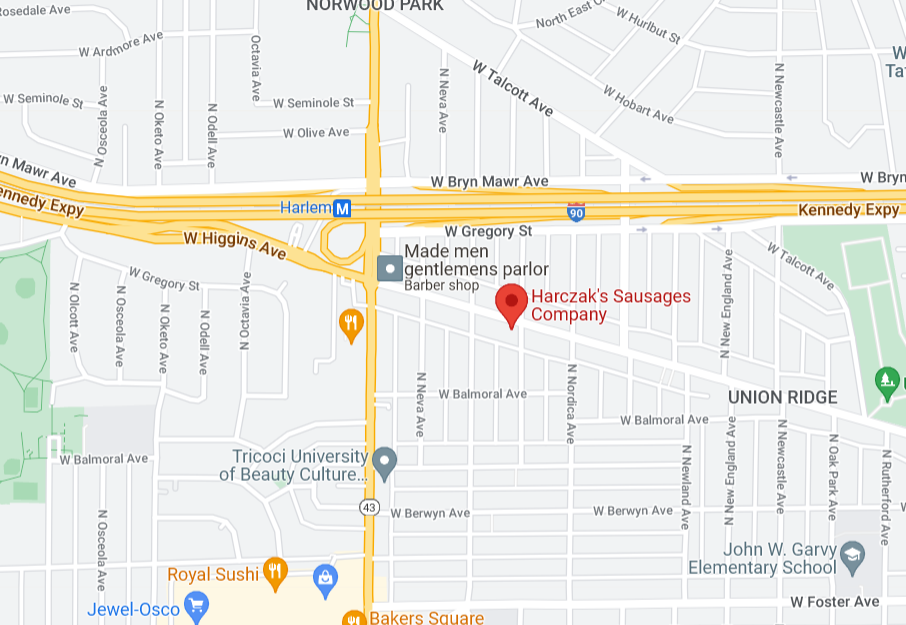 NORWOOD PARK
Rosedale Ave
North East C
W Hurlbut St
W Ardmore Ave
Octavia Ave
W
Tat
W Talcott Ave
N Neva Ave
N Newcastle Ave
W Hobart Ave
W Seminole St
W Seminole St
N Osceola Ave
N Oketo Ave
N Odell Ave
W Olive Ave
yn Mawr Ave
W Bryn Mawr Ave
W Bryn
ennedy Expy
Harlem M
90
Kennedy Expy
W Higgins Ave
W Gregory St
Made men
gentlemens parlor
Barber shop
W Talcott Ave
W Gregory St
N Olcott Ave
N Osceola Ave
N Oketo Ave
N Odell Ave
N Octavia Ave
Harczak's Sausages
Company
N New England Ave
N Neva Ave
W Balmoral Ave
N Nordica Ave
UNION RIDGE
W Balmoral Ave
Tricoci University
of Beauty Culture...
W Balmoral Ave
N Newland Ave
N New England Ave
N Newcastle Ave
N Oak Park Ave
N Rutherford Ave
43
W Berwyn Ave
W Berwyn Ave
N Osceola Ave
John W. Garvy
Elementary School
Royal Sushi
Jewel-Osco
Bakers Square
W Foster Ave